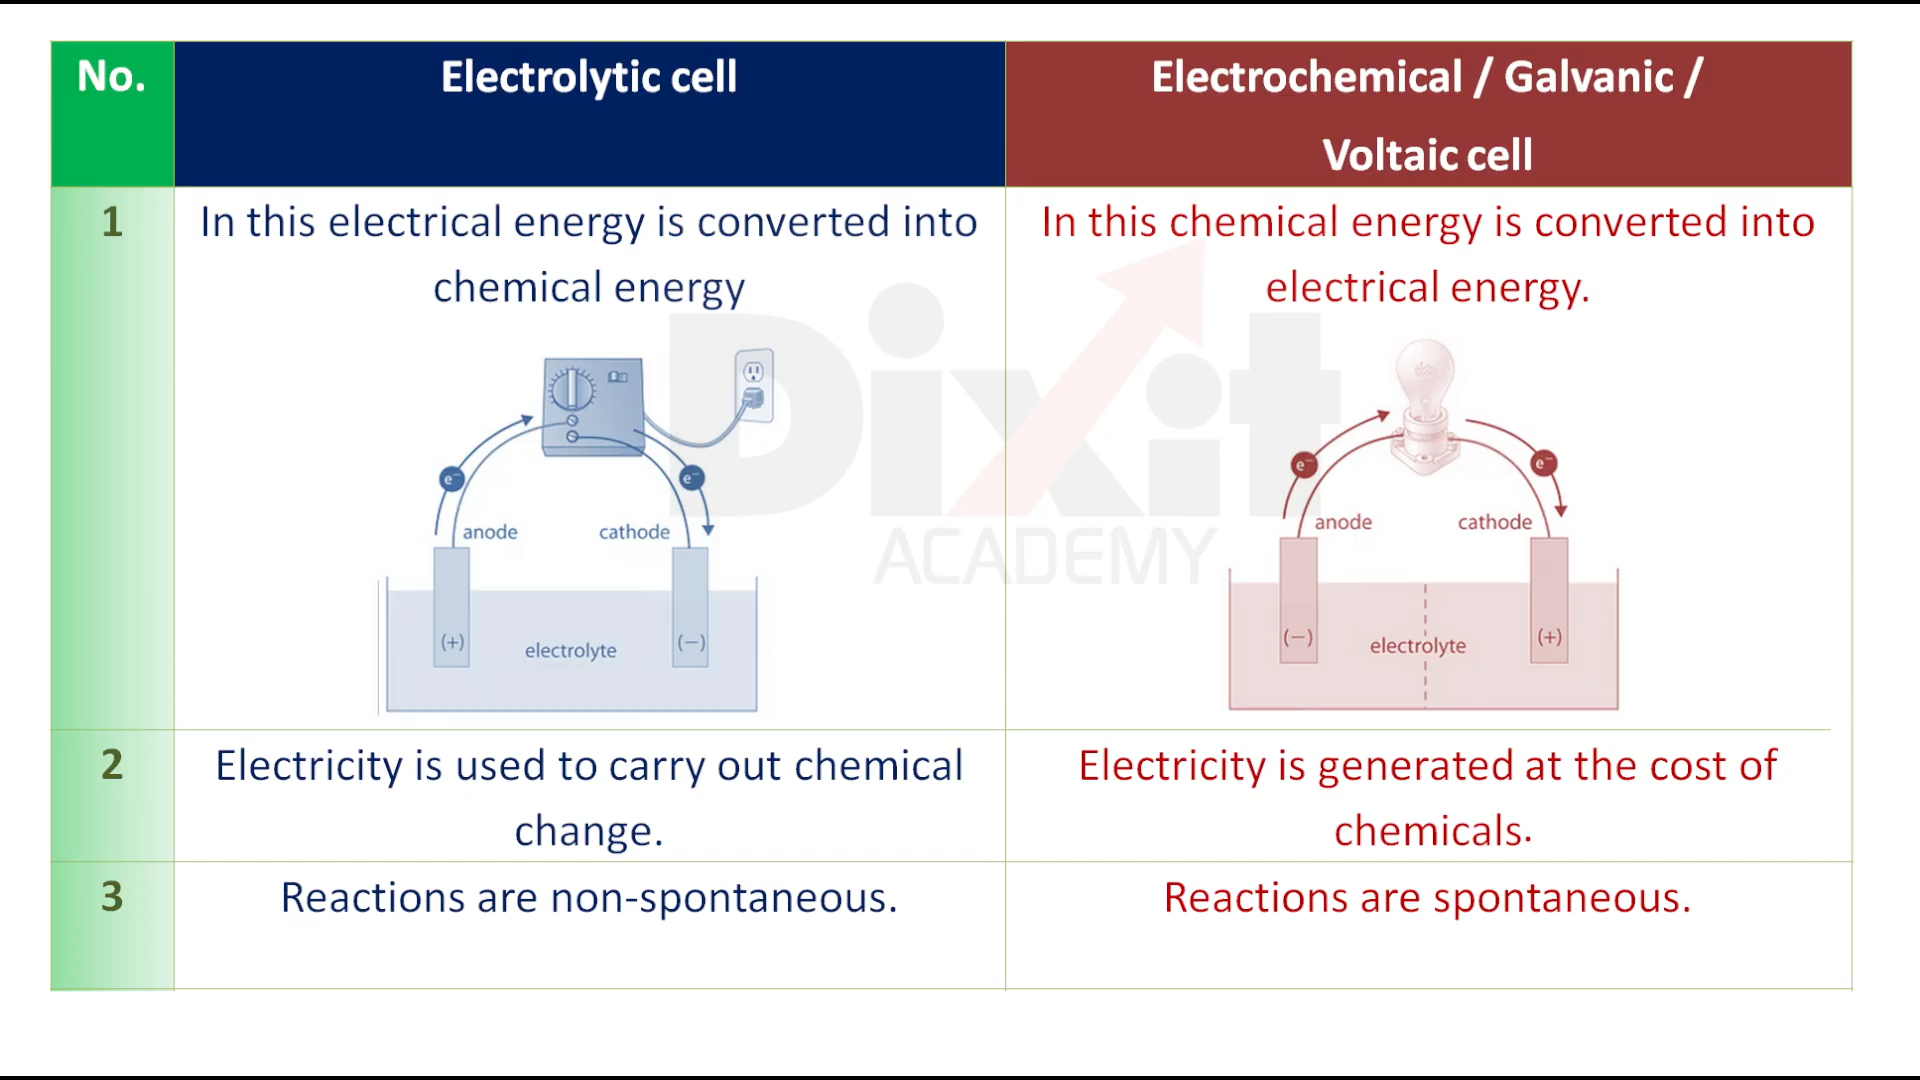 No.
Electrolytic cell
Electrochemical / Galvanic /
Voltaic cell
1
In this electrical energy is converted into
chemical energy
e⁻
e⁻
anode
cathode
(+)
electrolyte
(−)
In this chemical energy is converted into
electrical energy.
e⁻
e⁻
anode
cathode
(−)
electrolyte
(+)
Dixit
ACADEMY
2
Electricity is used to carry out chemical
change.
Electricity is generated at the cost of
chemicals.
3
Reactions are non-spontaneous.
Reactions are spontaneous.